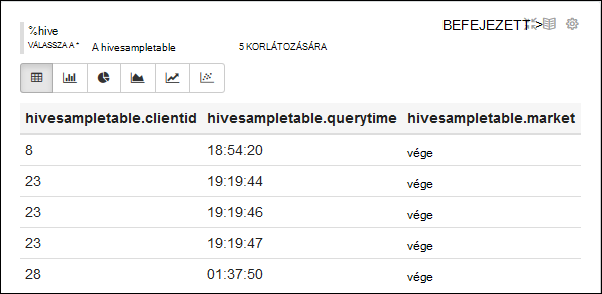 %hive
BEFEJEZETT >
VÁLASSZA A * A hivesampletable 5 KORLÁTOZÁSÁRA
hivesampletable.clientid hivesampletable.querytime hivesampletable.market
8 18:54:20 vége
23 19:19:44 vége
23 19:19:46 vége
23 19:19:47 vége
28 01:37:50 vége